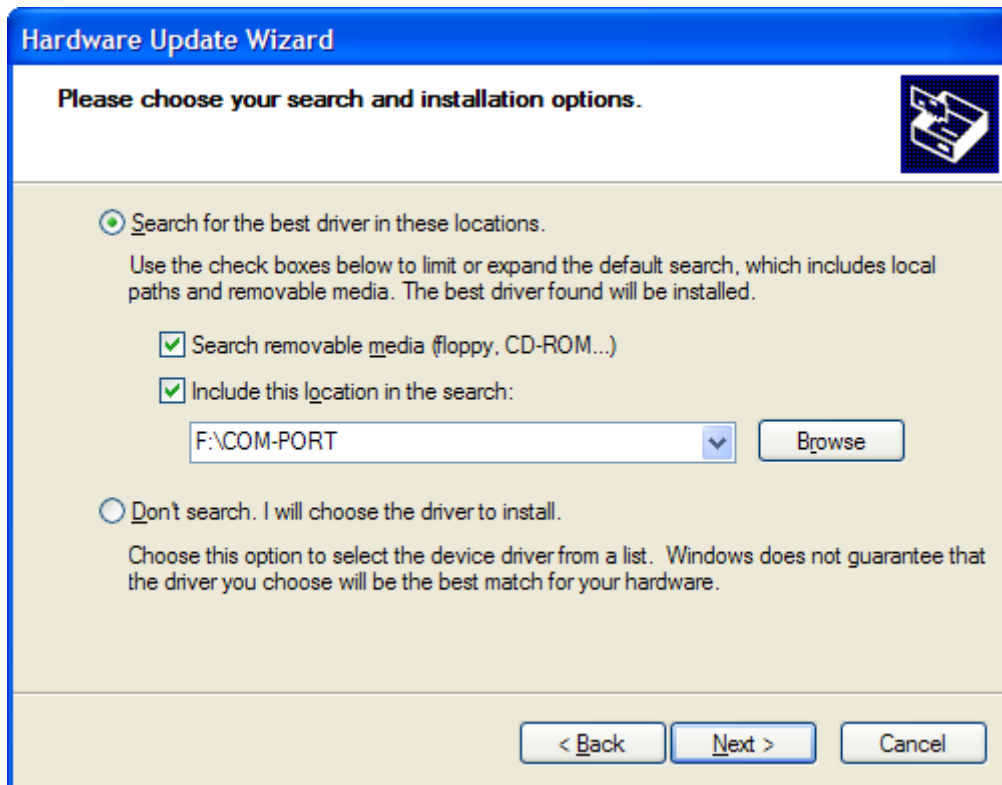 Hardware Update Wizard
Please choose your search and installation options.
Search for the best driver in these locations.
Use the check boxes below to limit or expand the default search, which includes local
paths and removable media. The best driver found will be installed.
Search removable media (floppy, CD-ROM...)
Include this location in the search:
F:\COM-PORT
Browse
Don't search. I will choose the driver to install.
Choose this option to select the device driver from a list.  Windows does not guarantee that
the driver you choose will be the best match for your hardware.
< Back
Next >
Cancel